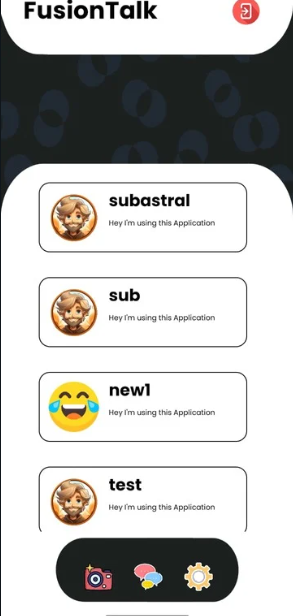 FusionTalk
subastral
Hey I'm using this Application
sub
Hey I'm using this Application
new1
Hey I'm using this Application
test
Hey I'm using this Application